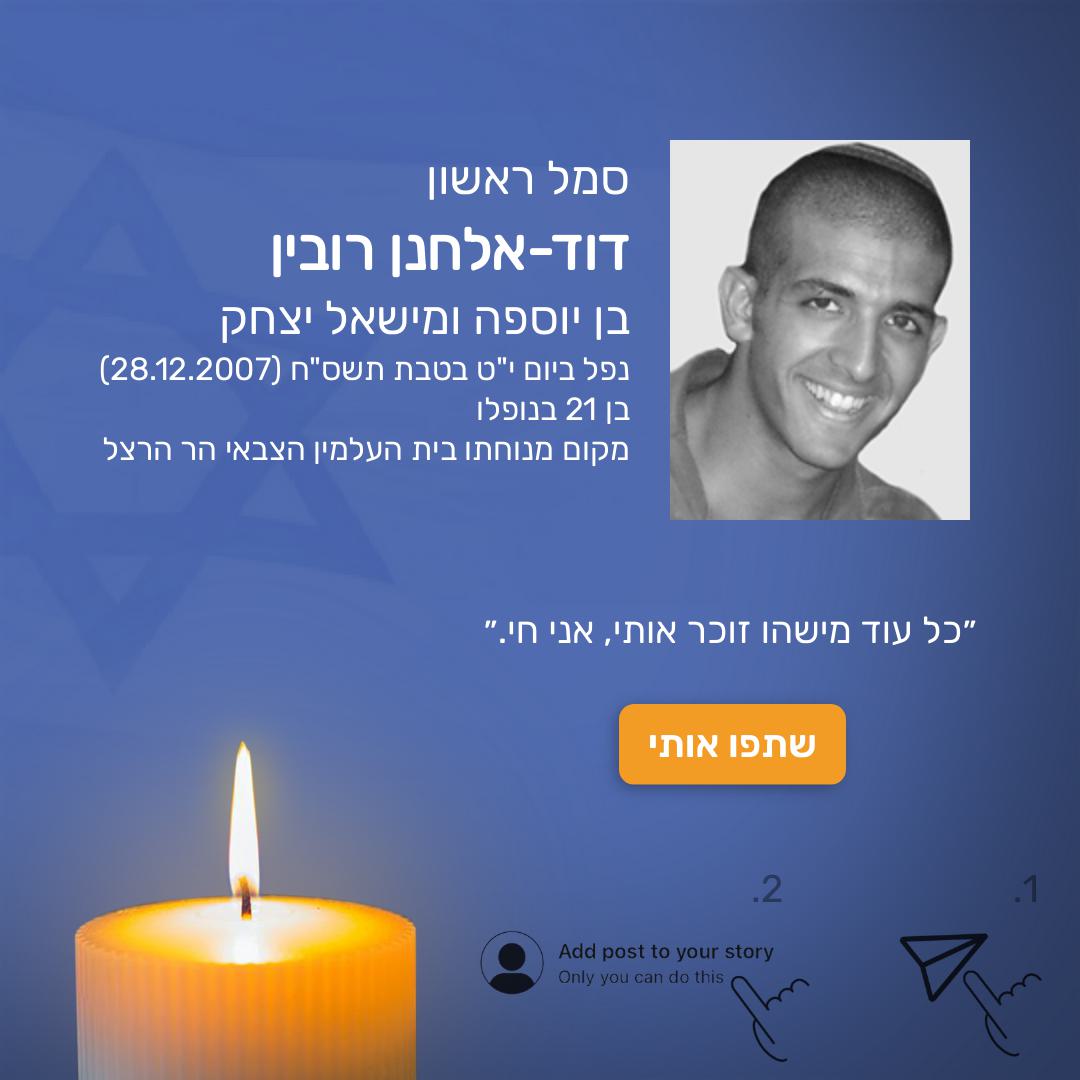 סמל ראשון
דוד-אלחנן רובין
בן יוספה ומישאל יצחק
נפל ביום י"ט בטבת תשס"ח (28.12.2007)
בן 21 בנופלו
מקום מנוחתו בית העלמין הצבאי הר הרצל
״כל עוד מישהו זוכר אותי, אני חי.״
שתפו אותי
.1
.2
Add post to your story
Only you can do this